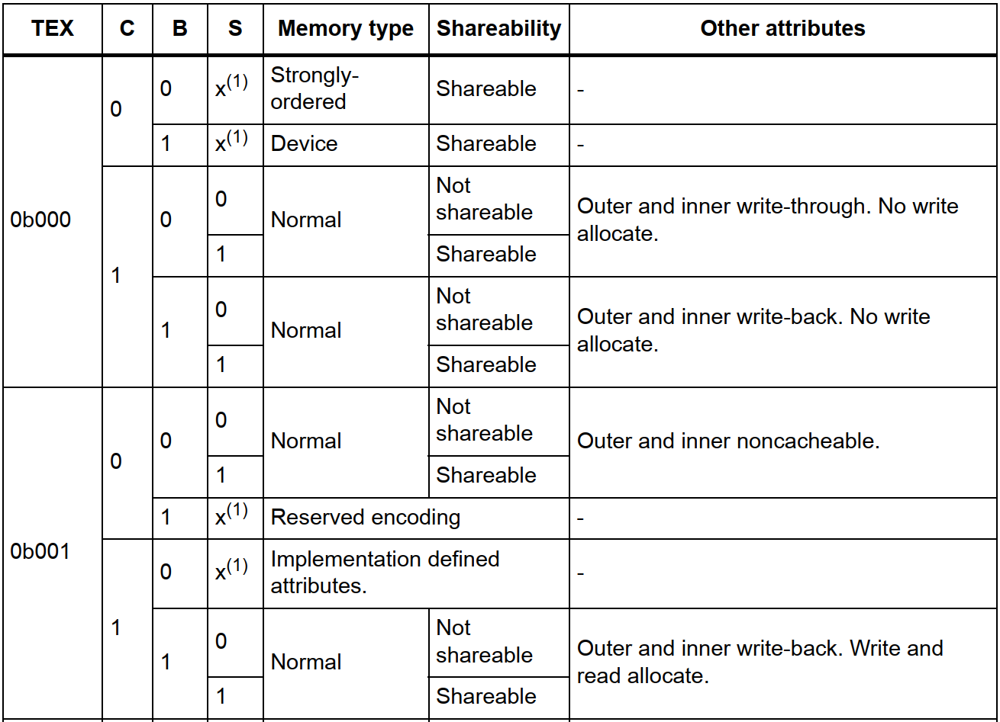 TEX C B S Memory type Shareability Other attributes
0b000 0 0 x(1) Strongly-
ordered Shareable -
1 x(1) Device Shareable -
1 0 0 Normal Not
shareable Outer and inner write-through. No write
allocate.
1 Shareable
1 0 Normal Not
shareable Outer and inner write-back. No write
allocate.
1 Shareable
0b001 0 0 0 Normal Not
shareable Outer and inner noncacheable.
1 Shareable
1 x(1) Reserved encoding -
1 0 x(1) Implementation defined
attributes. -
1 0 Normal Not
shareable Outer and inner write-back. Write and
read allocate.
1 Shareable